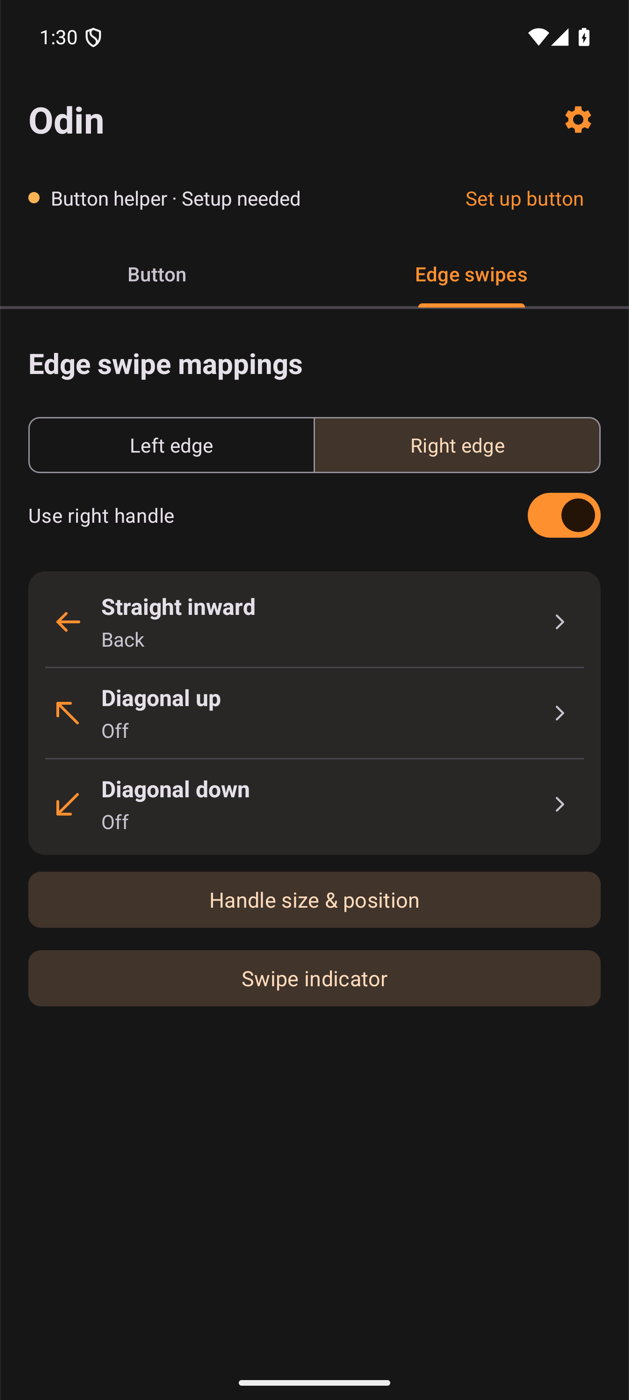 1:30
Odin
Button helper · Setup needed
Set up button
Button
Edge swipes
Edge swipe mappings
Left edge
Right edge
Use right handle
Straight inward
Back
Diagonal up
Off
Diagonal down
Off
Handle size & position
Swipe indicator